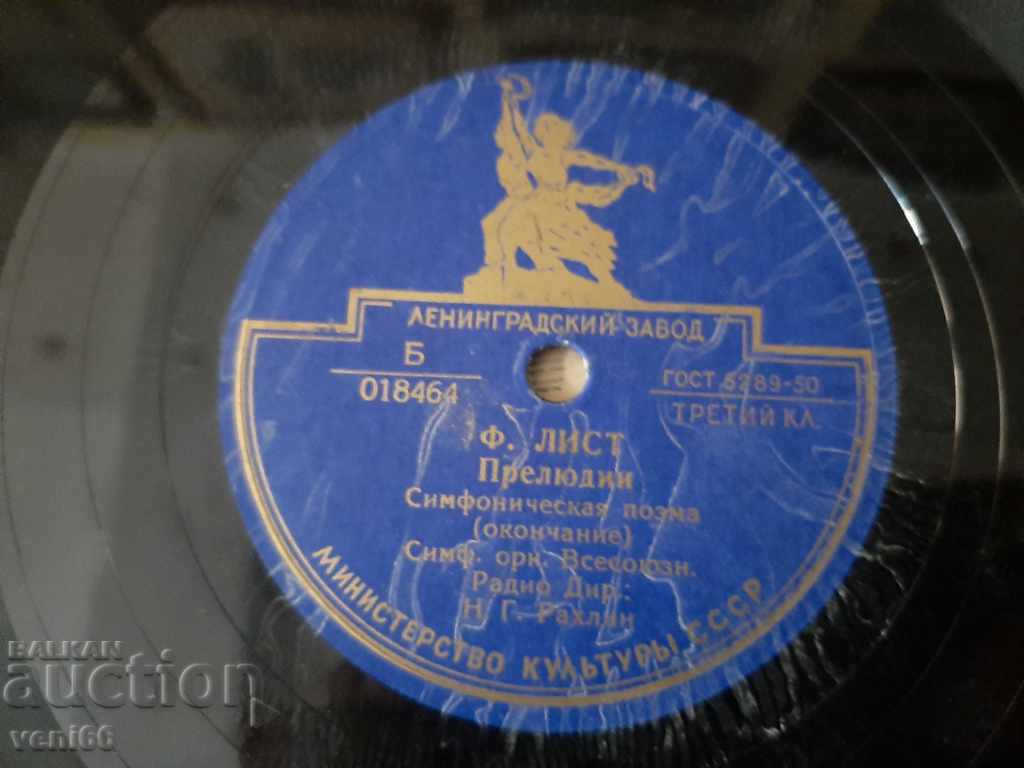 ЛЕНИНГРАДСКИЙ ЗАВОД
Б
018464
ГОСТ 5289-50
ТРЕТИЙ КЛ.
Ф. ЛИСТ
Прелюдии
Симфоническая поэма
(окончание)
Симф. орк. Всесоюзн.
Радио Дир.:
Н. Г. Рахлин
МИНИСТЕРСТВО КУЛЬТУРЫ СССР
BALKAN
auction
veni66